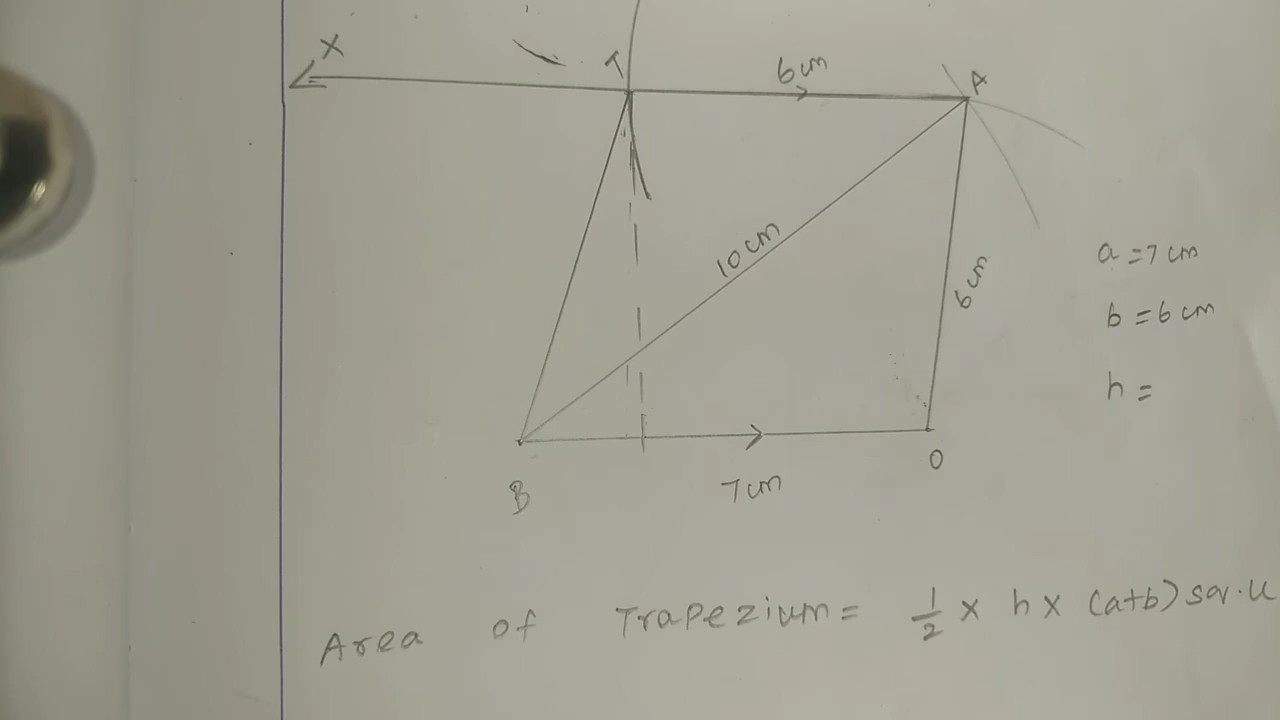 X
T
6cm
A
10cm
6cm
a = 7 cm
b = 6 cm
h =
B
7cm
O
Area of Trapezium = 1/2 × h × (a+b) sq.u